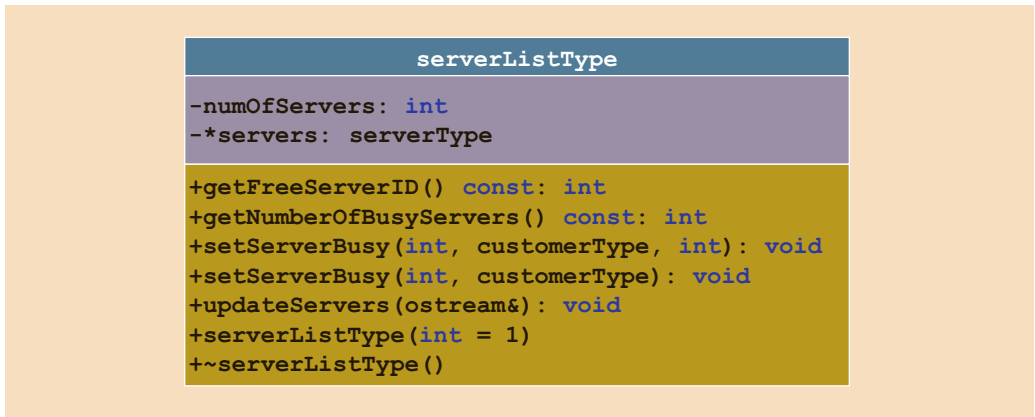 serverListType
-numOfServers: int
-*servers: serverType
+getFreeServerID() const: int
+getNumberOfBusyServers() const: int
+setServerBusy(int, customerType, int): void
+setServerBusy(int, customerType): void
+updateServers(ostream&): void
+serverListType(int = 1)
+~serverListType()